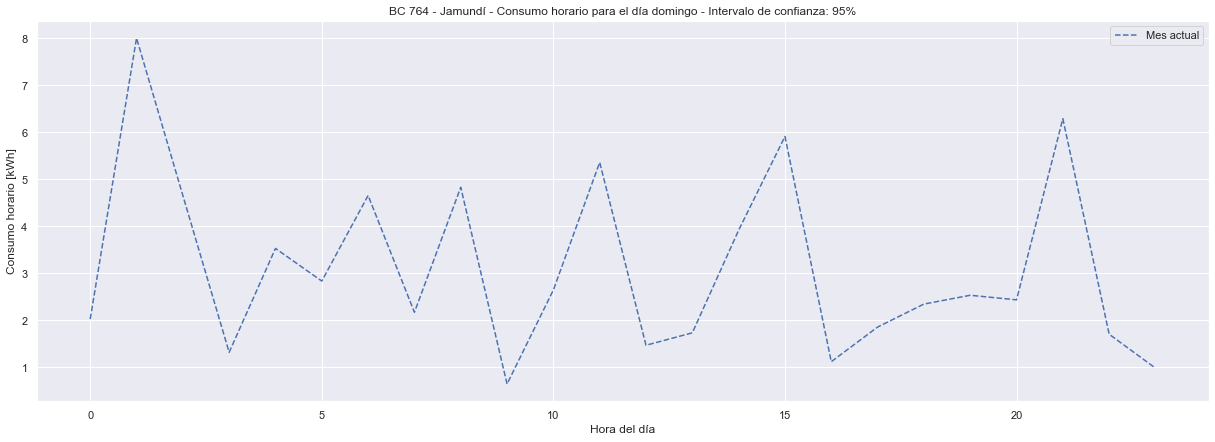 BC 764 - Jamundí - Consumo horario para el día domingo - Intervalo de confianza: 95%
Mes actual
Consumo horario [kWh]
8
7
6
5
4
3
2
1
0 5 10 15 20
Hora del día